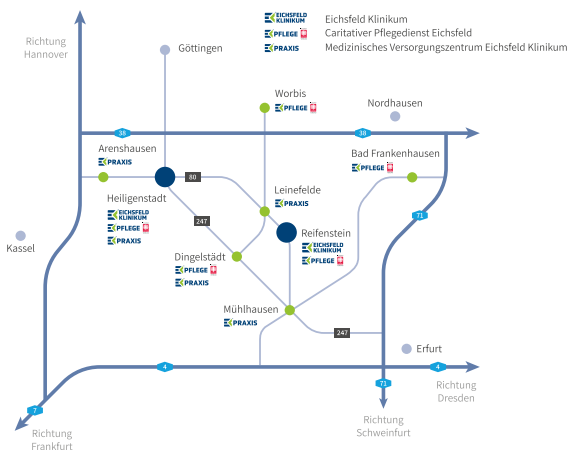 EICHSFELD
KLINIKUM
Eichsfeld Klinikum
PFLEGE
Caritativer Pflegedienst Eichsfeld
PRAXIS
Medizinisches Versorgungszentrum Eichsfeld Klinikum
Richtung
Hannover
Göttingen
Worbis
PFLEGE
Nordhausen
38
38
Arenshausen
PRAXIS
Bad Frankenhausen
PFLEGE
80
Heiligenstadt
EICHSFELD
KLINIKUM
PFLEGE
PRAXIS
Leinefelde
PRAXIS
247
71
Reifenstein
EICHSFELD
KLINIKUM
PFLEGE
Kassel
Dingelstädt
PFLEGE
PRAXIS
Mühlhausen
PRAXIS
247
Erfurt
4
4
71
Richtung
Dresden
7
Richtung
Frankfurt
Richtung
Schweinfurt